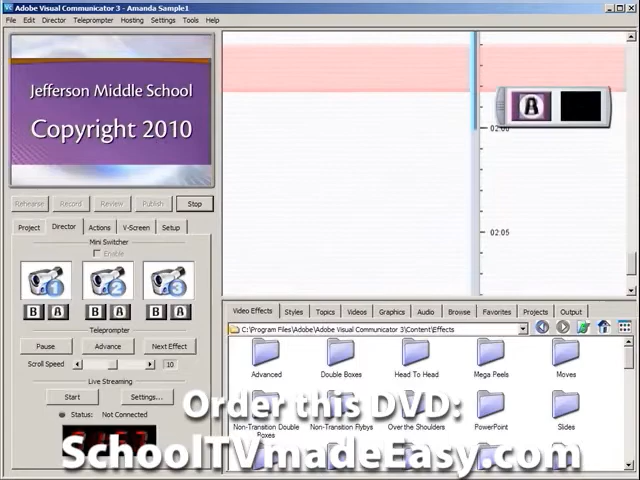 Adobe Visual Communicator 3 - Amanda Sample1
File Edit Director Teleprompter Hosting Settings Tools Help
Jefferson Middle School
Copyright 2010
Rehearse Record Review Publish Stop
Project Director Actions V-Screen Setup
Mini Switcher
Enable
1 2 3
B A B A B A
Teleprompter
Pause Advance Next Effect
Scroll Speed 10
Live Streaming
Start Settings...
Status: Not Connected
A
02:00
02:05
Video Effects Styles Topics Videos Graphics Audio Browse Favorites Projects Output
C:\Program Files\Adobe\Adobe Visual Communicator 3\Content\Effects
Advanced Double Boxes Head To Head Mega Peels Moves
Non-Transition Double Boxes Non-Transition Flybys Over the Shoulders PowerPoint Slides
Order this DVD:
SchoolTVmadeEasy.com